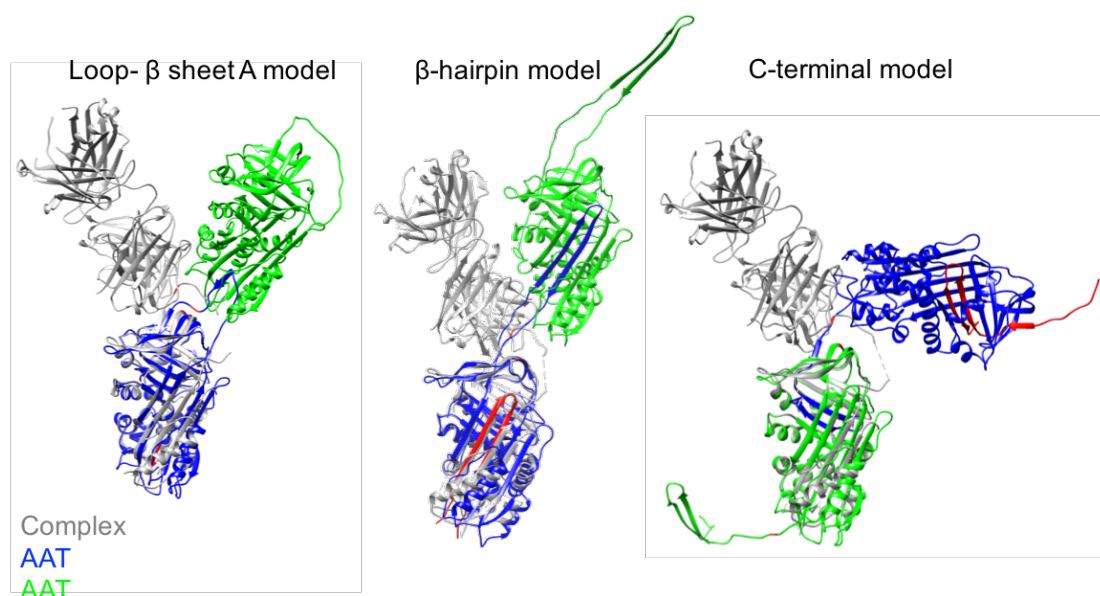 Loop- β sheet A model
β-hairpin model
C-terminal model
Complex
AAT
AAT